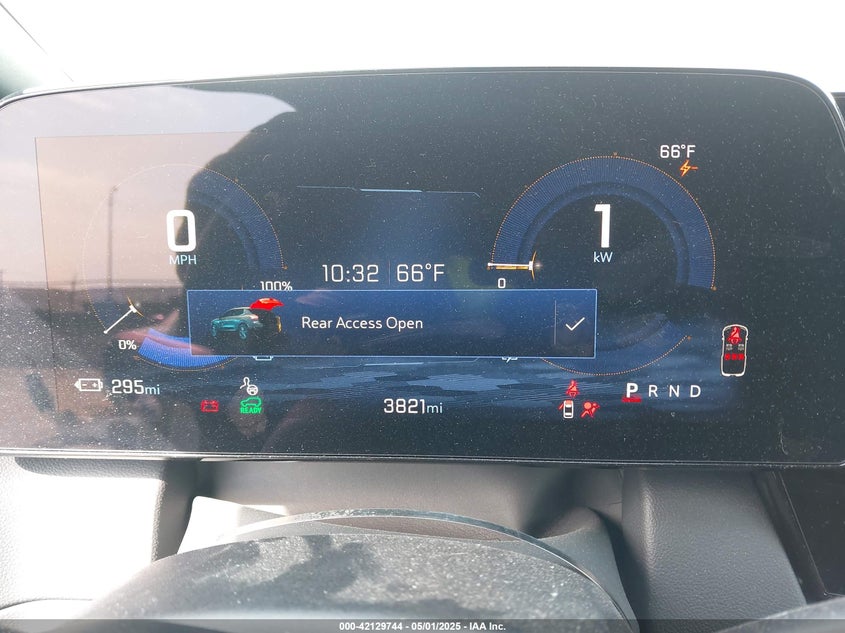 66°F
0
MPH
1
kW
10:32 66°F
100%
0
Rear Access Open
0%
295mi
READY
3821mi
P R N D
000-42129744 - 05/01/2025 - IAA Inc.